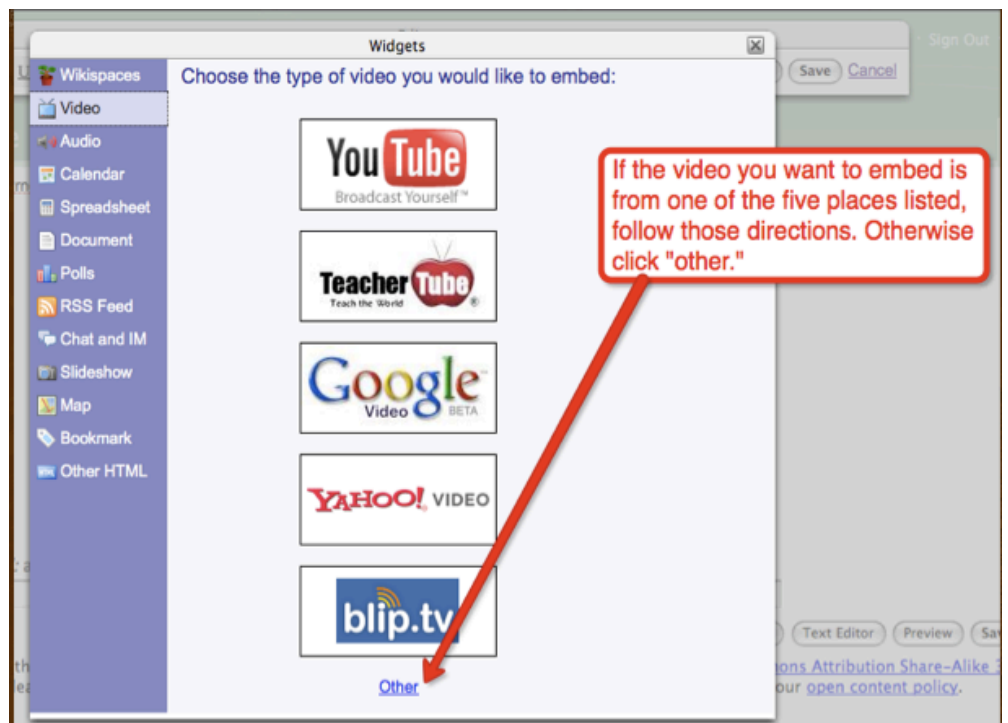 Widgets
Sign Out
Save Cancel
Wikispaces
Video
Audio
Calendar
Spreadsheet
Document
Polls
RSS Feed
Chat and IM
Slideshow
Map
Bookmark
Other HTML
Choose the type of video you would like to embed:
YouTube
Broadcast Yourself™
Teacher Tube
Teach the World ®
Google
Video BETA
YAHOO! VIDEO
blip.tv
Other
If the video you want to embed is
from one of the five places listed,
follow those directions. Otherwise
click "other."
Text Editor Preview
Attribution Share-Alike
open content policy.